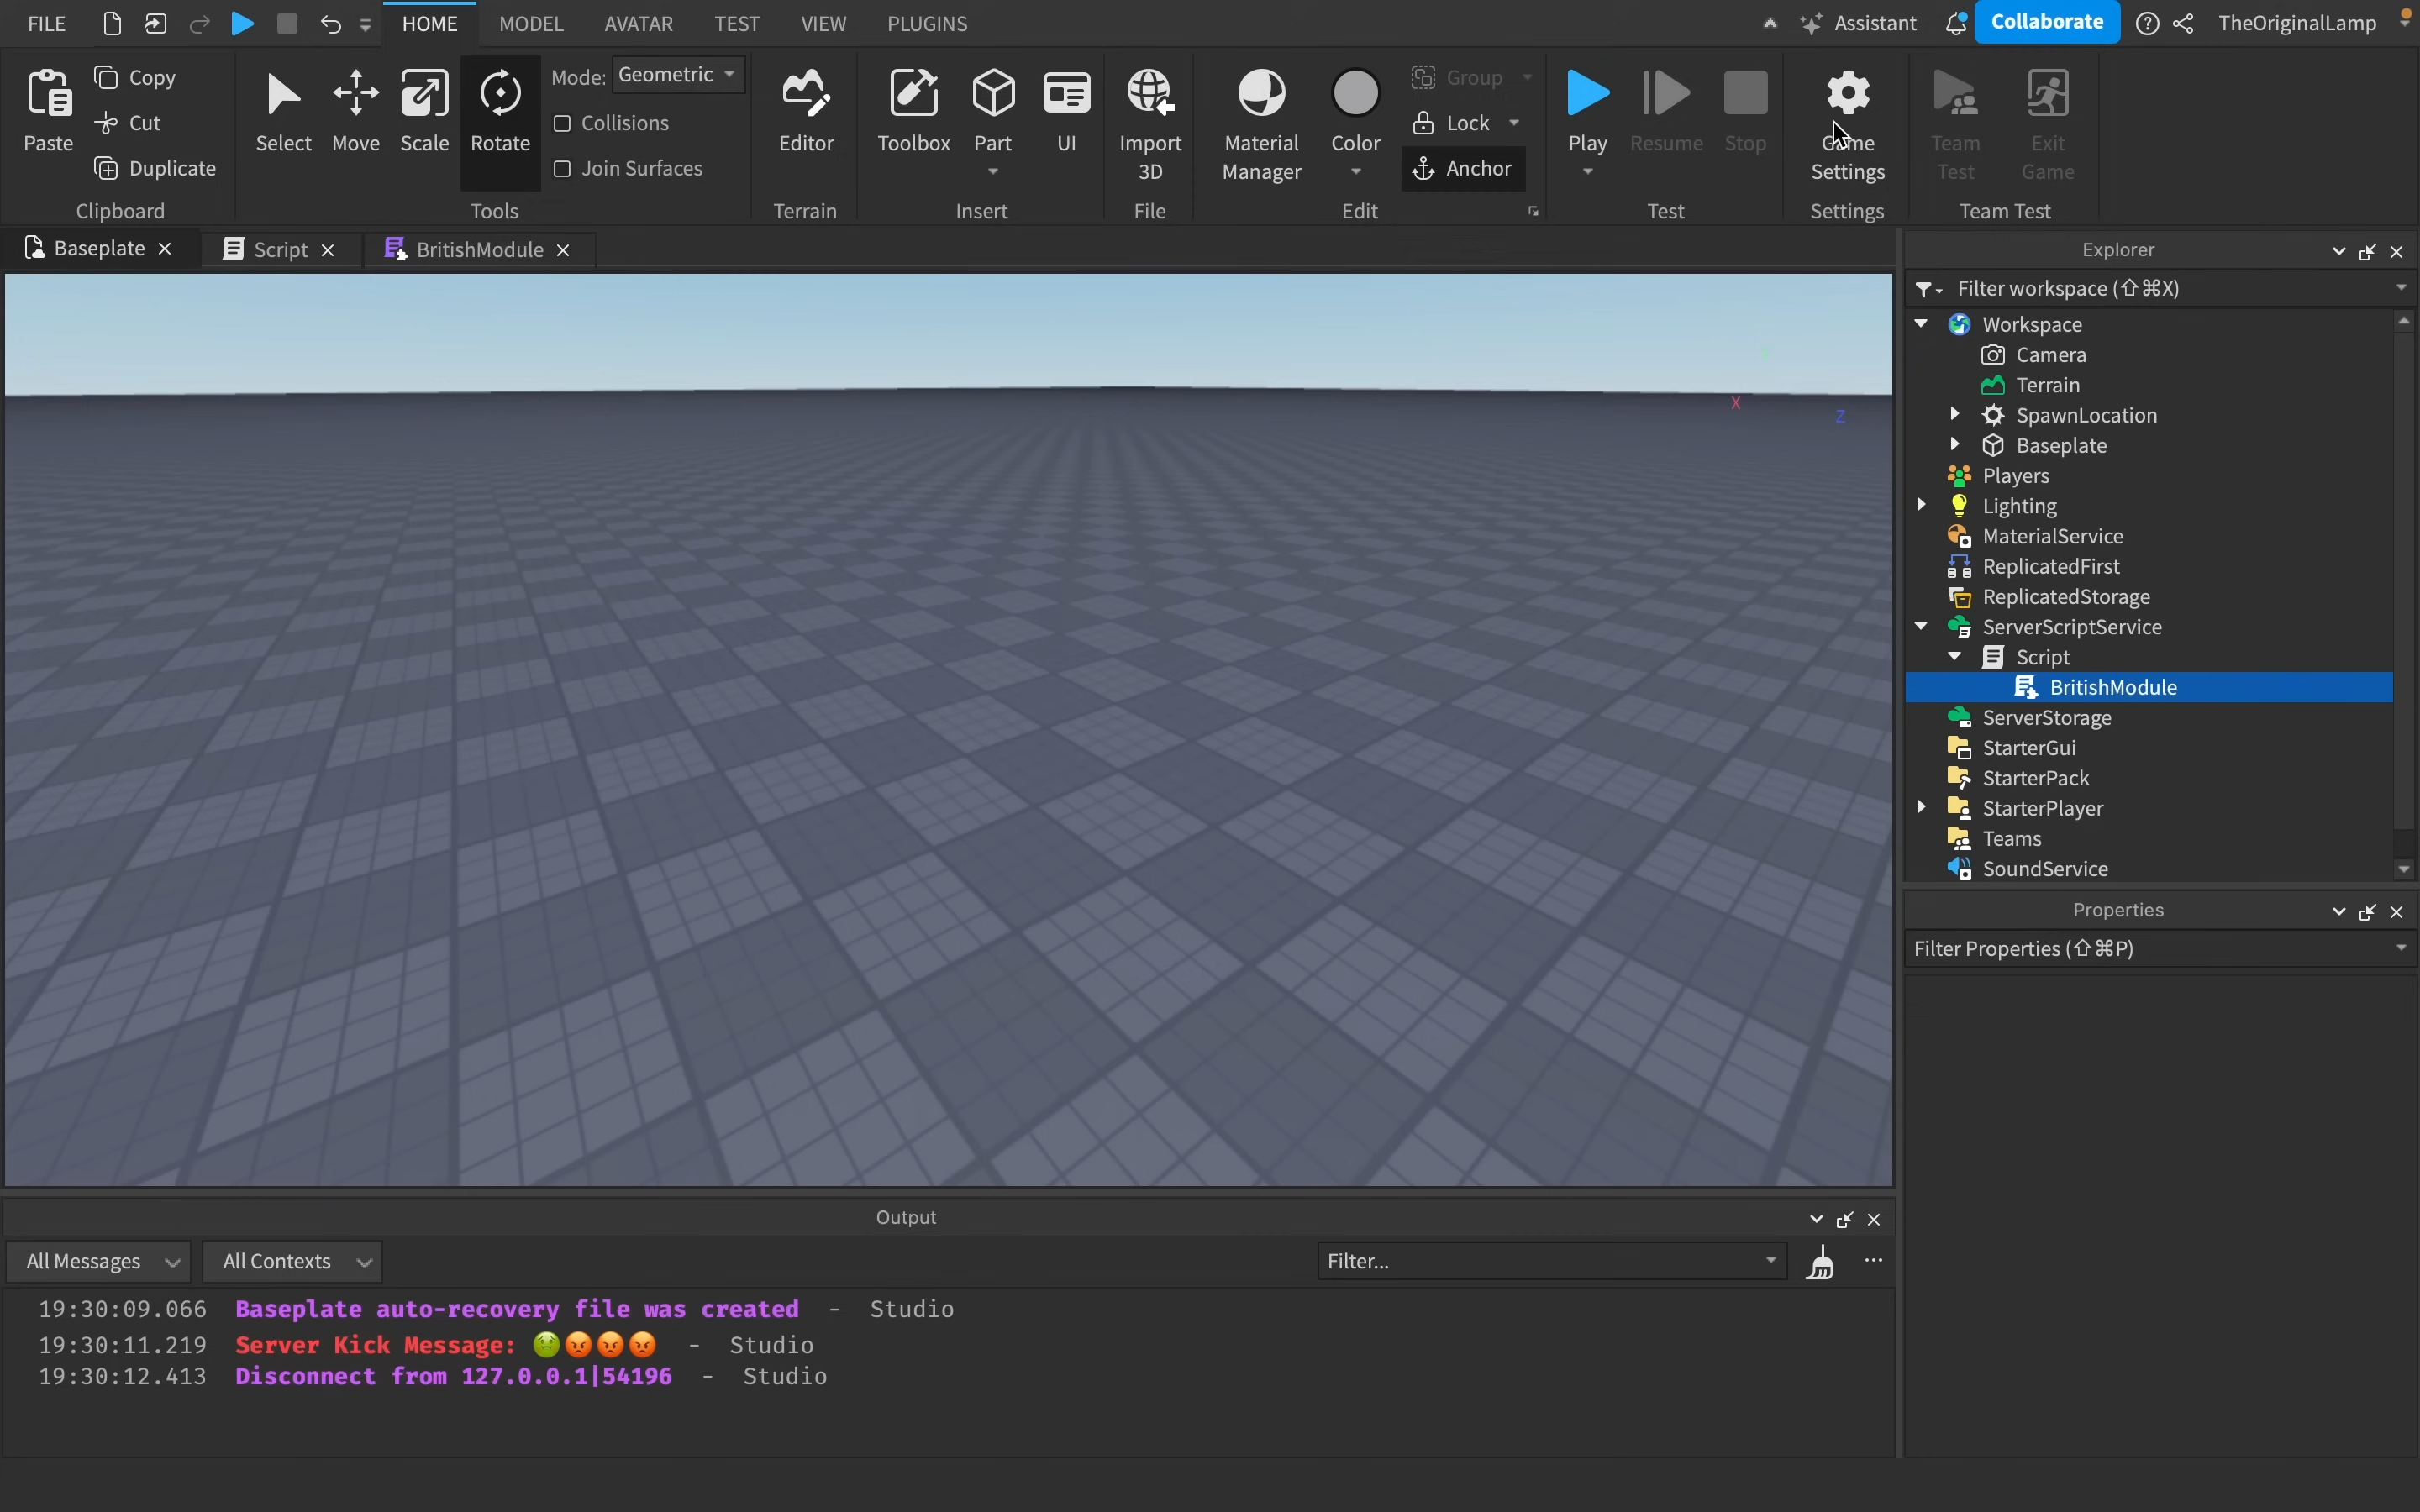 FILE HOME MODEL AVATAR TEST VIEW PLUGINS Assistant Collaborate TheOriginalLamp
Paste
Copy
Cut
Duplicate
Clipboard
Select Move Scale Rotate
Mode: Geometric
Collisions
Join Surfaces
Tools
Editor
Terrain
Toolbox Part UI
Insert
Import
3D
File
Material
Manager
Color
Group
Lock
Anchor
Edit
Play Resume Stop
Test
Game
Settings
Settings
Team
Test
Exit
Game
Team Test
Baseplate Script BritishModule
X
Z
Explorer
Filter workspace (⇧⌘X)
Workspace
Camera
Terrain
SpawnLocation
Baseplate
Players
Lighting
MaterialService
ReplicatedFirst
ReplicatedStorage
ServerScriptService
Script
BritishModule
ServerStorage
StarterGui
StarterPack
StarterPlayer
Teams
SoundService
Properties
Filter Properties (⇧⌘P)
Output
All Messages All Contexts Filter... ...
19:30:09.066 Baseplate auto-recovery file was created - Studio
19:30:11.219 Server Kick Message: 🤢😡😡😡 - Studio
19:30:12.413 Disconnect from 127.0.0.1|54196 - Studio